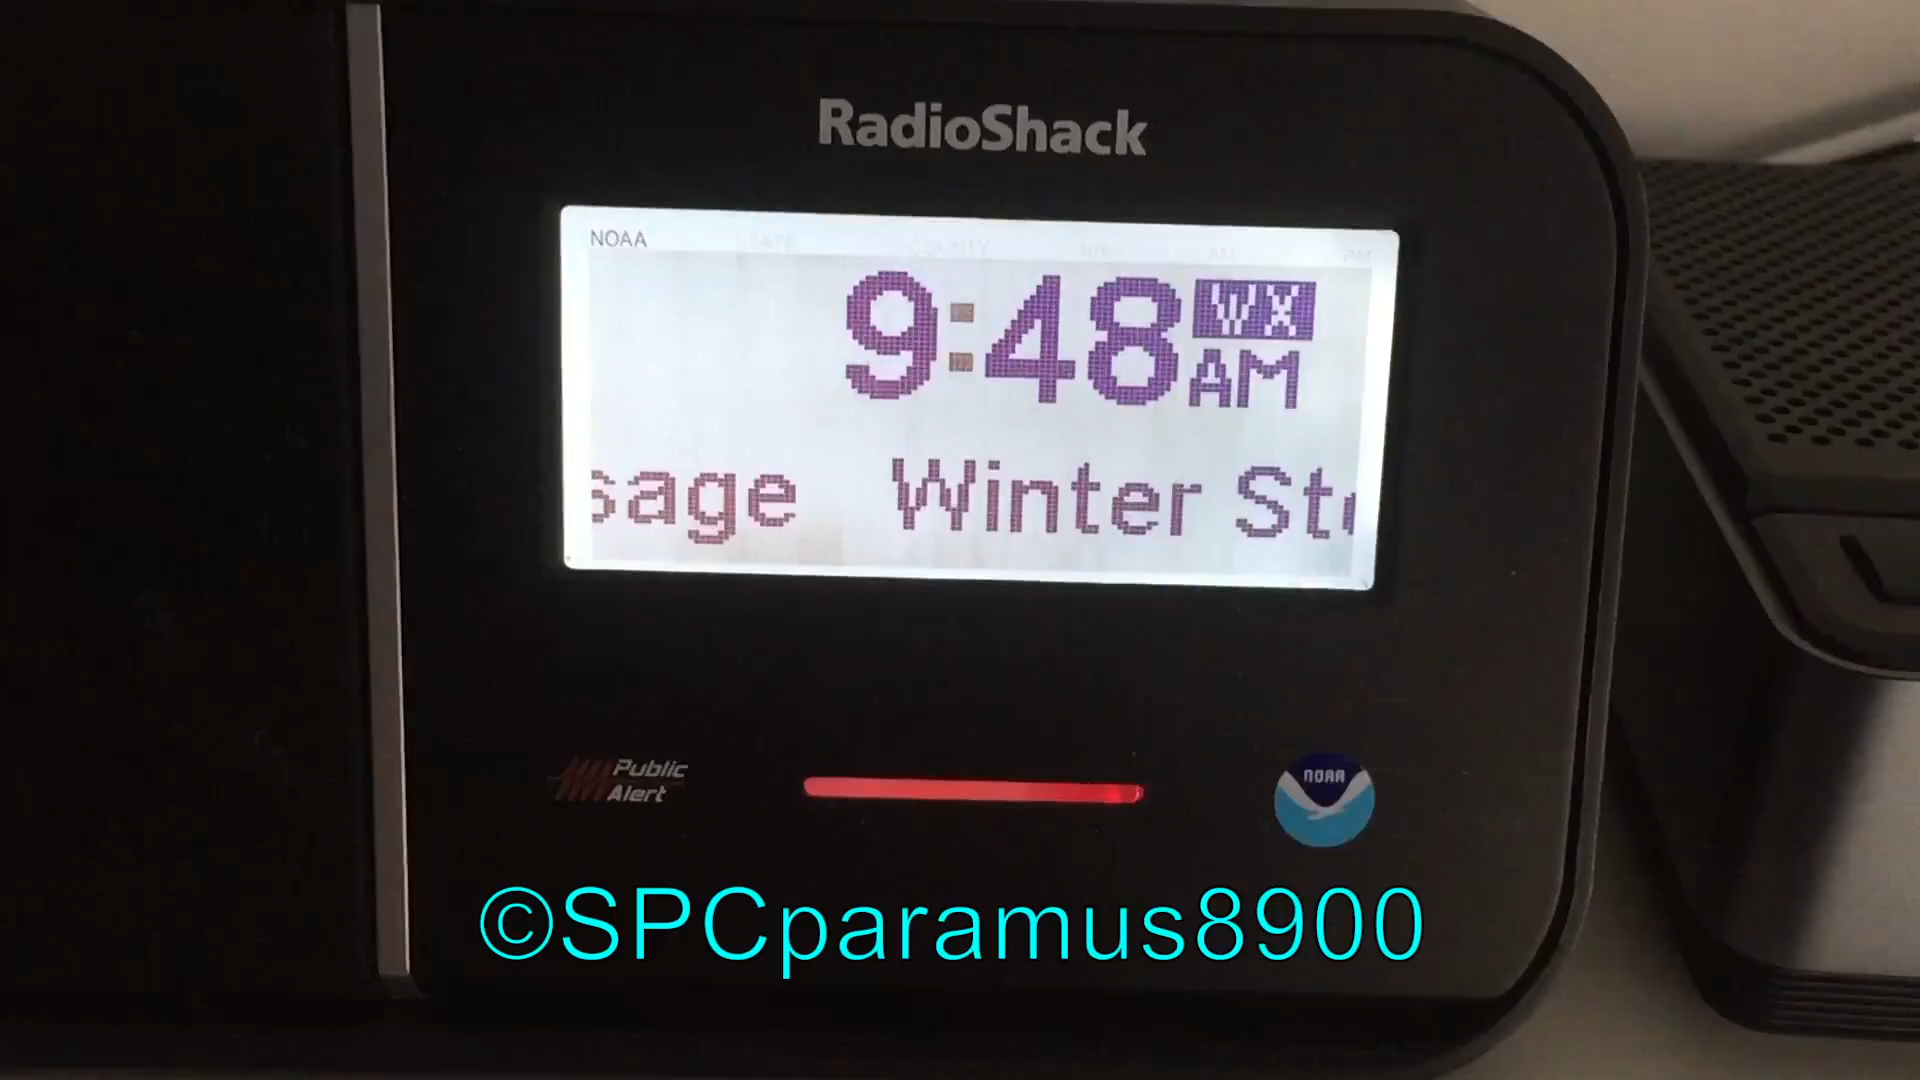 RadioShack
NOAA
9:48 WX AM
sage Winter St
Public Alert
NOAA
©SPCparamus8900